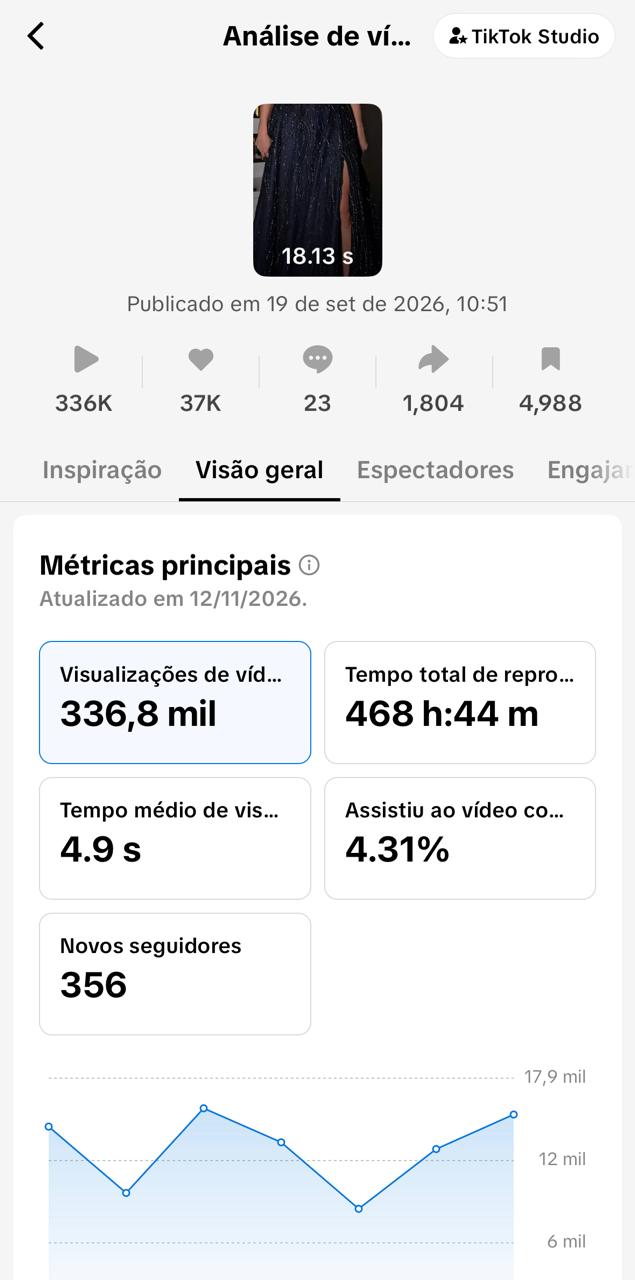 Análise de ví...
TikTok Studio
18.13 s
Publicado em 19 de set de 2026, 10:51
336K
37K
23
1,804
4,988
Inspiração
Visão geral
Espectadores
Engajar
Métricas principais
Atualizado em 12/11/2026.
Visualizações de víd...
336,8 mil
Tempo total de repro...
468 h:44 m
Tempo médio de vis...
4.9 s
Assistiu ao vídeo co...
4.31%
Novos seguidores
356
17,9 mil
12 mil
6 mil